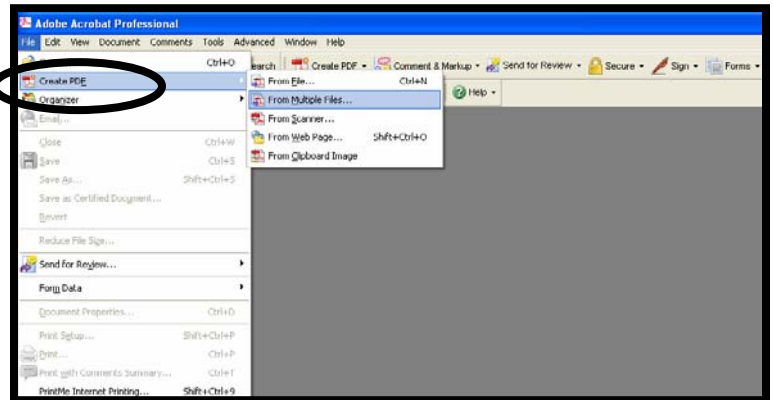 Adobe Acrobat Professional
File Edit View Document Comments Tools Advanced Window Help
Ctrl+O
earch Create PDF Comment & Markup Send for Review Secure Sign Forms
Create PDF
From File... Ctrl+N
Help
Organizer
From Multiple Files...
Email...
From Scanner...
Close Ctrl+W
From Web Page... Shift+Ctrl+O
Save Ctrl+S
From Clipboard Image
Save As... Shift+Ctrl+S
Save as Certified Document...
Revert
Reduce File Size...
Send for Review...
Form Data
Document Properties... Ctrl+D
Print Setup... Shift+Ctrl+P
Print... Ctrl+P
Print with Comments Summary... Ctrl+T
PrintMe Internet Printing... Shift+Ctrl+9